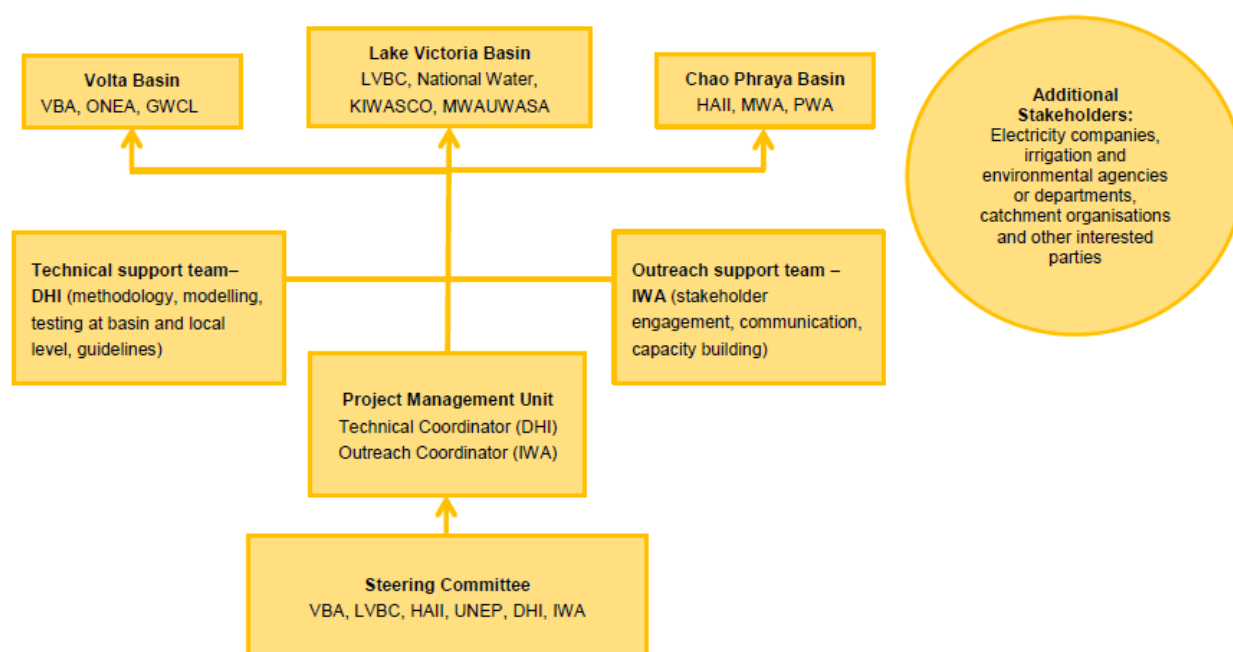 Volta Basin
VBA, ONEA, GWCL
Lake Victoria Basin
LVBC, National Water,
KIWASCO, MWAUWASA
Chao Phraya Basin
HAII, MWA, PWA
Additional
Stakeholders:
Electricity companies,
irrigation and
environmental agencies
or departments,
catchment organisations
and other interested
parties
Technical support team–
DHI (methodology, modelling,
testing at basin and local
level, guidelines)
Outreach support team –
IWA (stakeholder
engagement, communication,
capacity building)
Project Management Unit
Technical Coordinator (DHI)
Outreach Coordinator (IWA)
Steering Committee
VBA, LVBC, HAII, UNEP, DHI, IWA